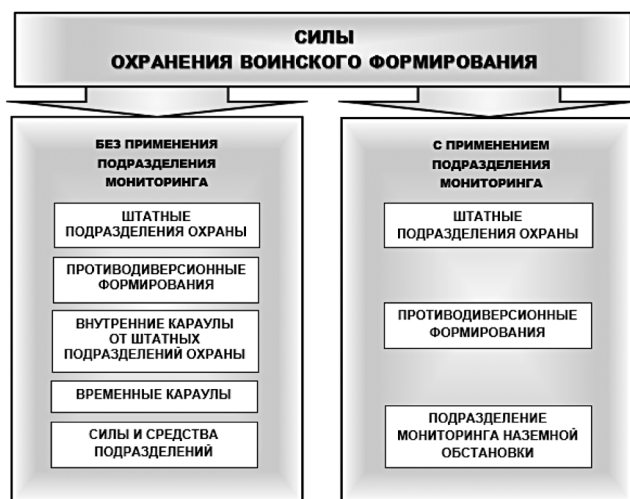 СИЛЫ
ОХРАНЕНИЯ ВОИНСКОГО ФОРМИРОВАНИЯ
БЕЗ ПРИМЕНЕНИЯ
ПОДРАЗДЕЛЕНИЯ
МОНИТОРИНГА
ШТАТНЫЕ
ПОДРАЗДЕЛЕНИЯ ОХРАНЫ
ПРОТИВОДИВЕРСИОННЫЕ
ФОРМИРОВАНИЯ
ВНУТРЕННИЕ КАРАУЛЫ
ОТ ШТАТНЫХ
ПОДРАЗДЕЛЕНИЙ ОХРАНЫ
ВРЕМЕННЫЕ КАРАУЛЫ
СИЛЫ И СРЕДСТВА
ПОДРАЗДЕЛЕНИЙ
С ПРИМЕНЕНИЕМ
ПОДРАЗДЕЛЕНИЯ
МОНИТОРИНГА
ШТАТНЫЕ
ПОДРАЗДЕЛЕНИЯ ОХРАНЫ
ПРОТИВОДИВЕРСИОННЫЕ
ФОРМИРОВАНИЯ
ПОДРАЗДЕЛЕНИЕ
МОНИТОРИНГА НАЗЕМНОЙ
ОБСТАНОВКИ